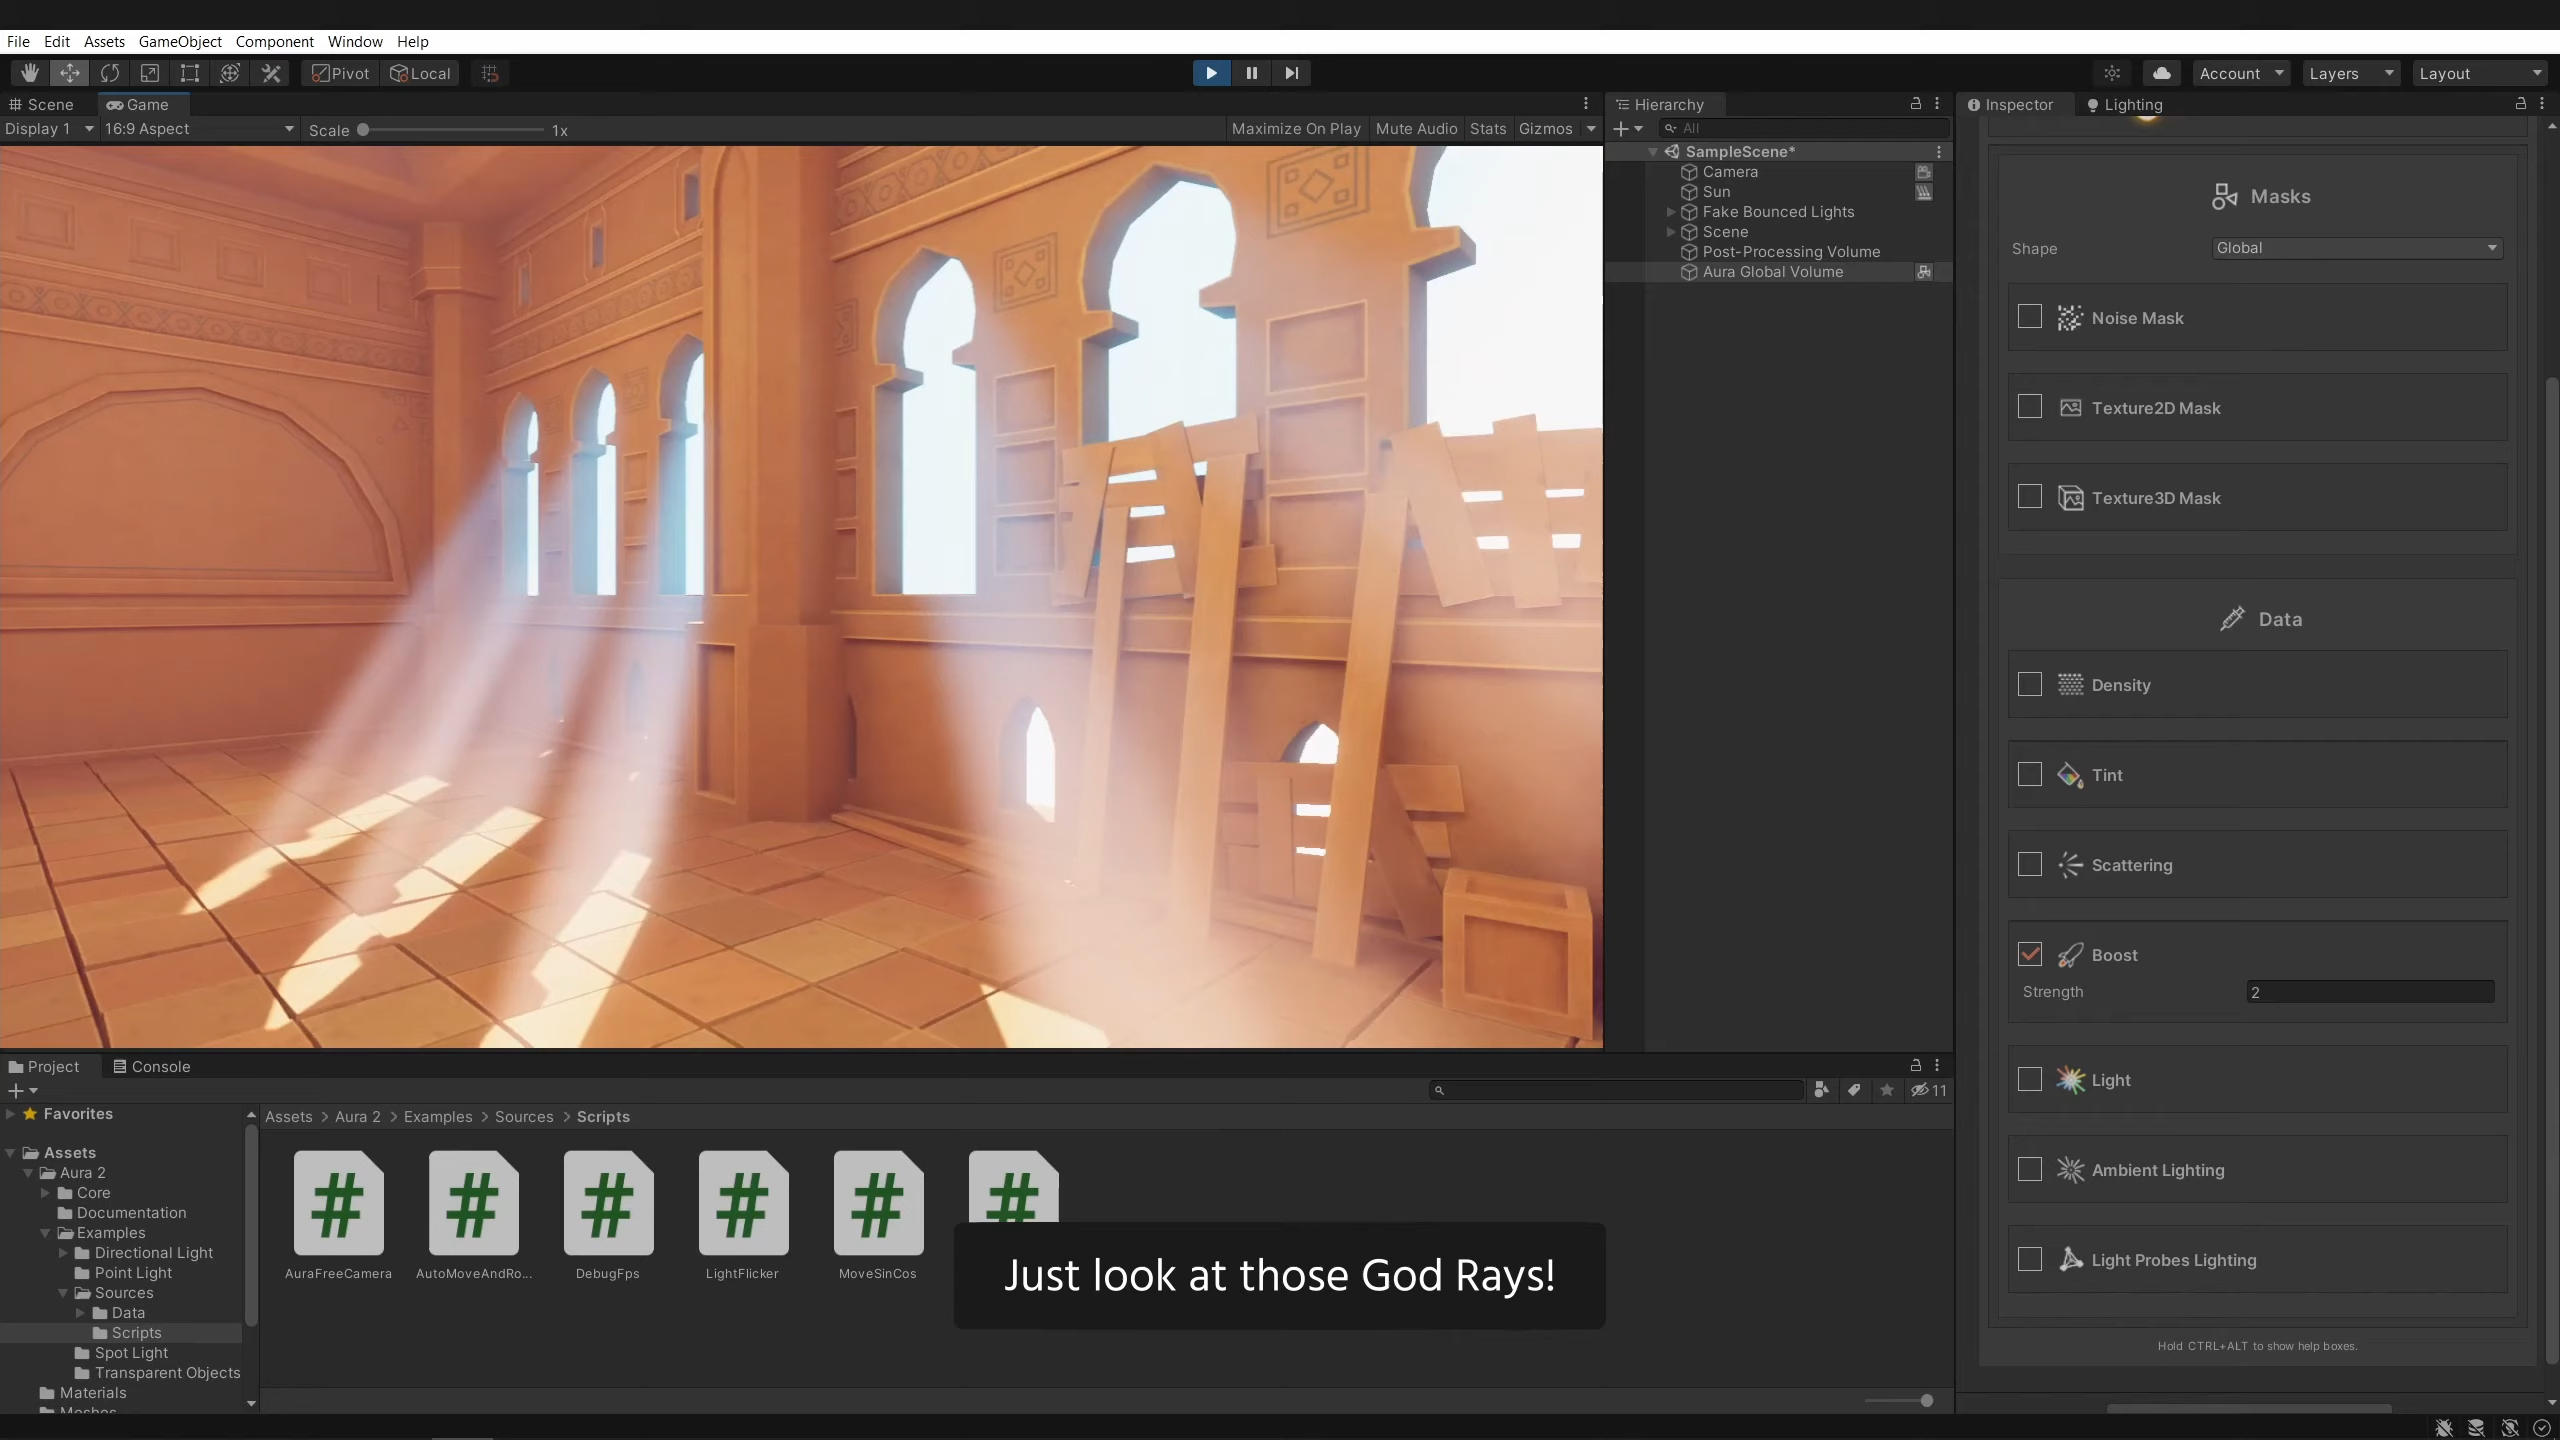 File Edit Assets GameObject Component Window Help
Pivot Local
Account Layers Layout
Scene Game
Display 1 16:9 Aspect Scale 1x Maximize On Play Mute Audio Stats Gizmos
Hierarchy
All
SampleScene*
Camera
Sun
Fake Bounced Lights
Scene
Post-Processing Volume
Aura Global Volume
Inspector Lighting
Masks
Shape Global
Noise Mask
Texture2D Mask
Texture3D Mask
Data
Density
Tint
Scattering
Boost
Strength 2
Light
Ambient Lighting
Light Probes Lighting
Hold CTRL+ALT to show help boxes.
Project Console
11
Favorites
Assets
Aura 2
Core
Documentation
Examples
Directional Light
Point Light
Sources
Data
Scripts
Spot Light
Transparent Objects
Materials
Assets > Aura 2 > Examples > Sources > Scripts
# # # # # #
AuraFreeCamera AutoMoveAndRo... DebugFps LightFlicker MoveSinCos
Just look at those God Rays!